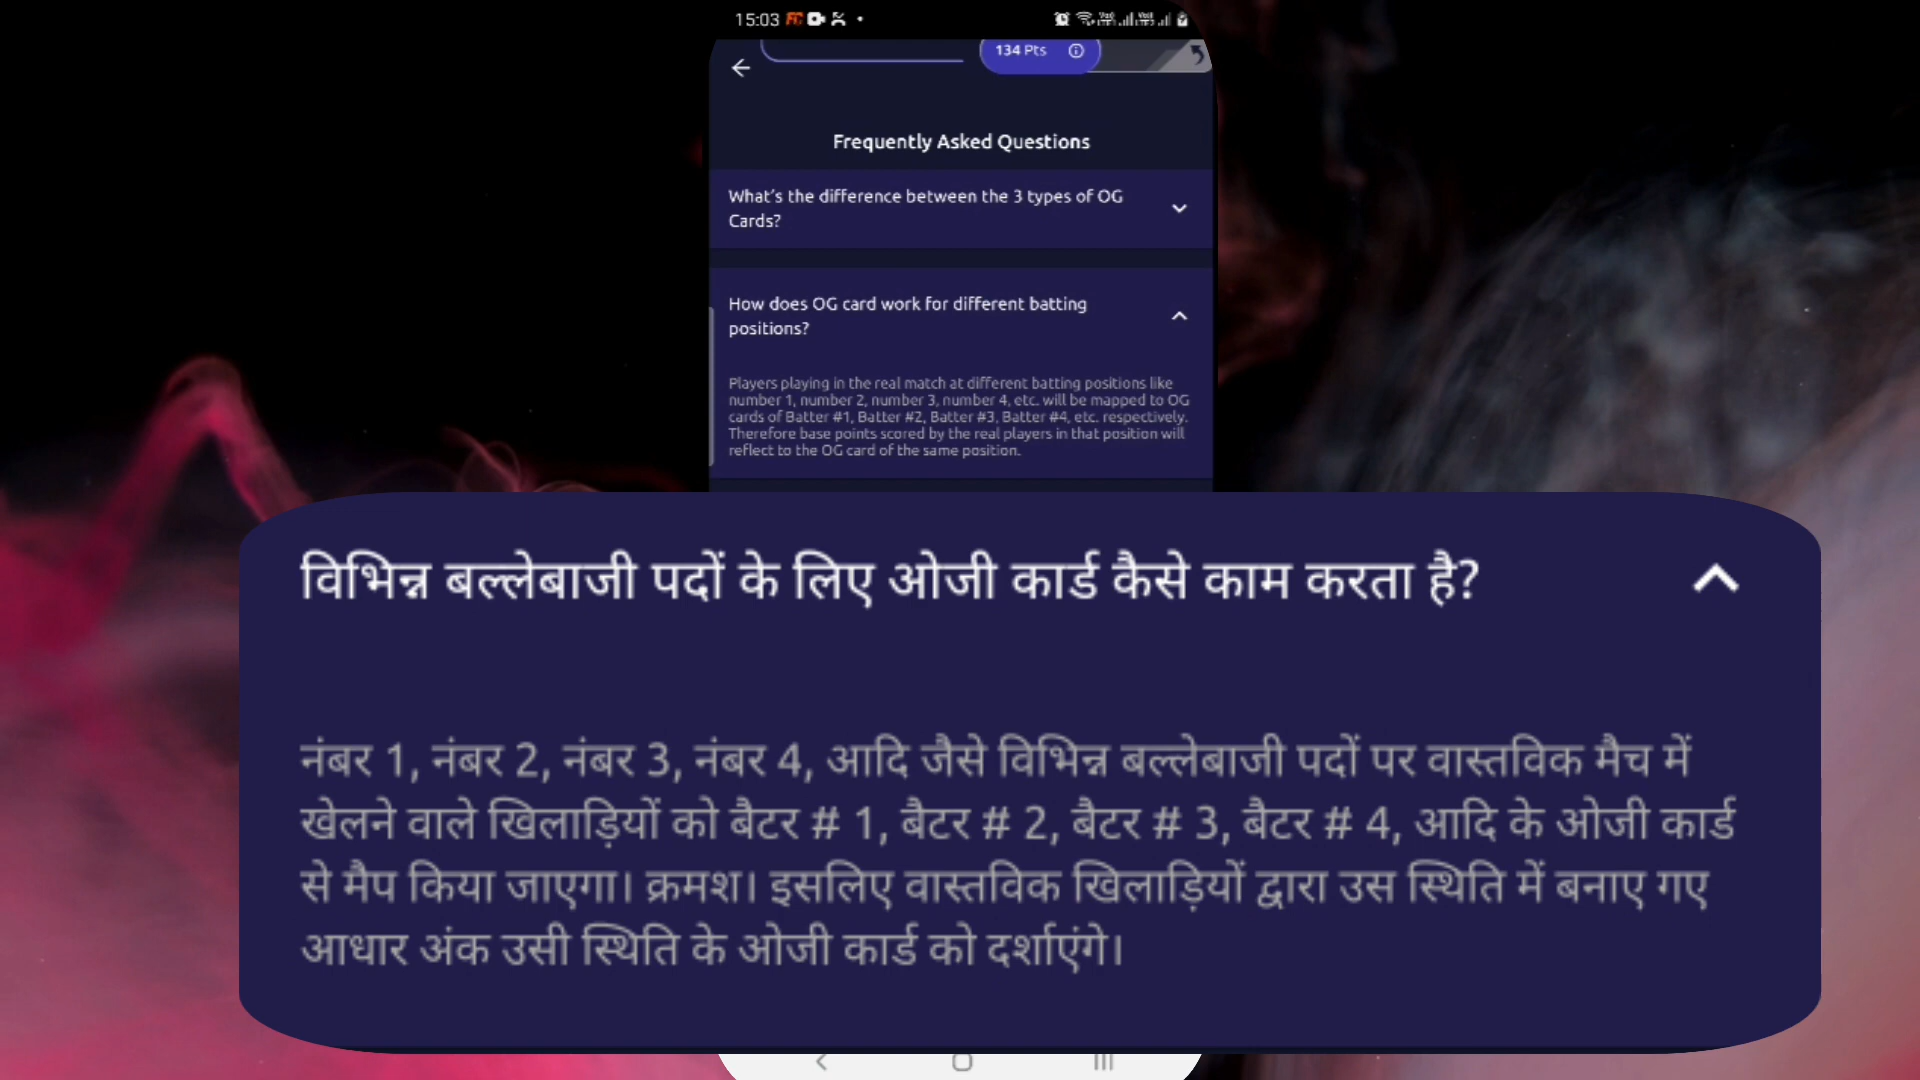 15:03
134 Pts
Frequently Asked Questions
What's the difference between the 3 types of OG
Cards?
How does OG card work for different batting
positions?
Players playing in the real match at different batting positions like
number 1, number 2, number 3, number 4, etc. will be mapped to OG
cards of Batter #1, Batter #2, Batter #3, Batter #4, etc. respectively.
Therefore base points scored by the real players in that position will
reflect to the OG card of the same position.
विभिन्न बल्लेबाजी पदों के लिए ओजी कार्ड कैसे काम करता है?
नंबर 1, नंबर 2, नंबर 3, नंबर 4, आदि जैसे विभिन्न बल्लेबाजी पदों पर वास्तविक मैच में
खेलने वाले खिलाड़ियों को बैटर # 1, बैटर # 2, बैटर # 3, बैटर # 4, आदि के ओजी कार्ड
से मैप किया जाएगा। क्रमश। इसलिए वास्तविक खिलाड़ियों द्वारा उस स्थिति में बनाए गए
आधार अंक उसी स्थिति के ओजी कार्ड को दर्शाएंगे।